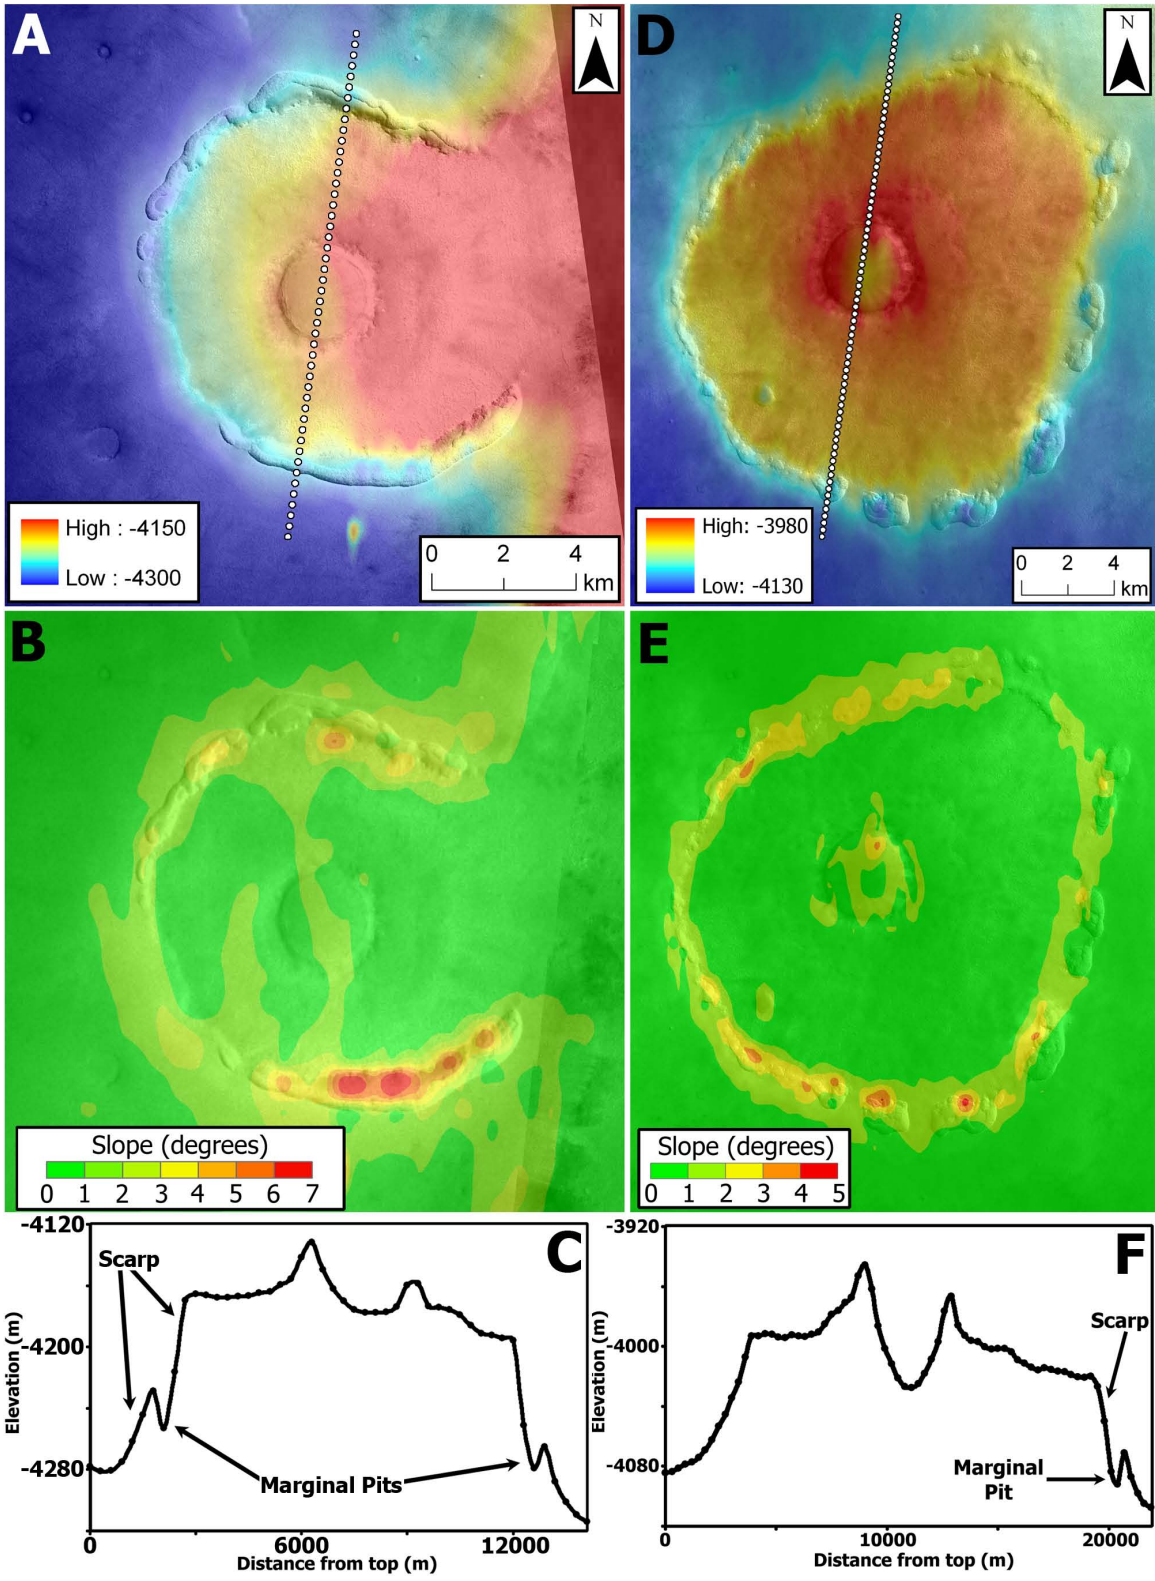 A
N
High : -4150
Low : -4300
0 2 4
km
D
N
High: -3980
Low: -4130
0 2 4
km
B
Slope (degrees)
0 1 2 3 4 5 6 7
E
Slope (degrees)
0 1 2 3 4 5
C
-4120
-4200
-4280
Elevation (m)
Scarp
Marginal Pits
0 6000 12000
Distance from top (m)
F
-3920
-4000
-4080
Elevation (m)
Scarp
Marginal
Pit
0 10000 20000
Distance from top (m)